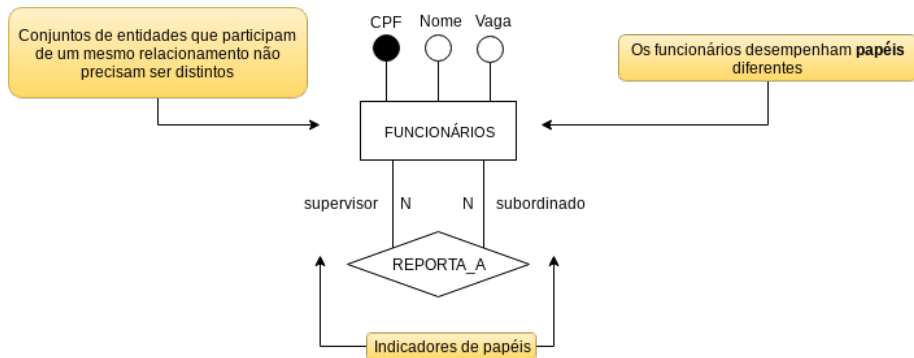 Conjuntos de entidades que participam
de um mesmo relacionamento não
precisam ser distintos
CPF
Nome
Vaga
Os funcionários desempenham papéis
diferentes
FUNCIONÁRIOS
supervisor
N
N
subordinado
REPORTA_A
Indicadores de papéis